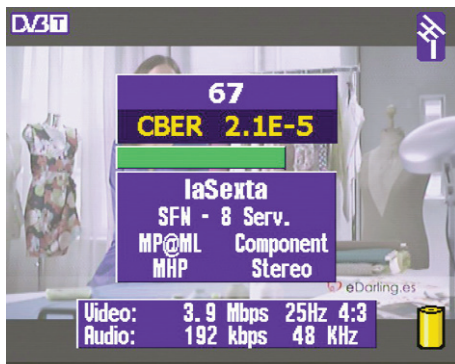 DVB T
67
CBER 2.1E-5
laSexta
SFN - 8 Serv.
MP@ML Component
MHP Stereo
eDarling.es
Video: 3.9 Mbps 25Hz 4:3
Audio: 192 kbps 48 KHz